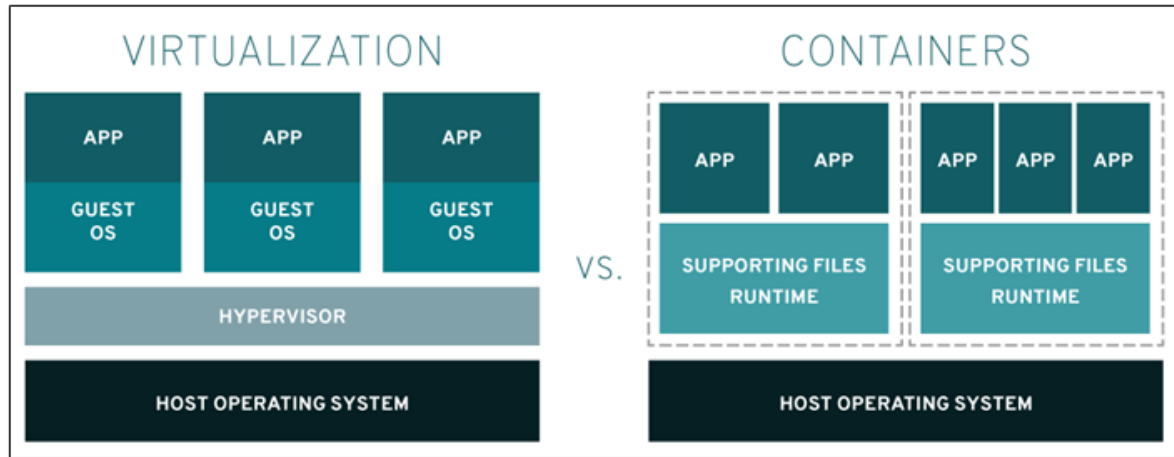 VIRTUALIZATION
APP
APP
APP
GUEST
OS
GUEST
OS
GUEST
OS
HYPERVISOR
HOST OPERATING SYSTEM
VS.
CONTAINERS
APP
APP
APP
APP
APP
SUPPORTING FILES
RUNTIME
SUPPORTING FILES
RUNTIME
HOST OPERATING SYSTEM